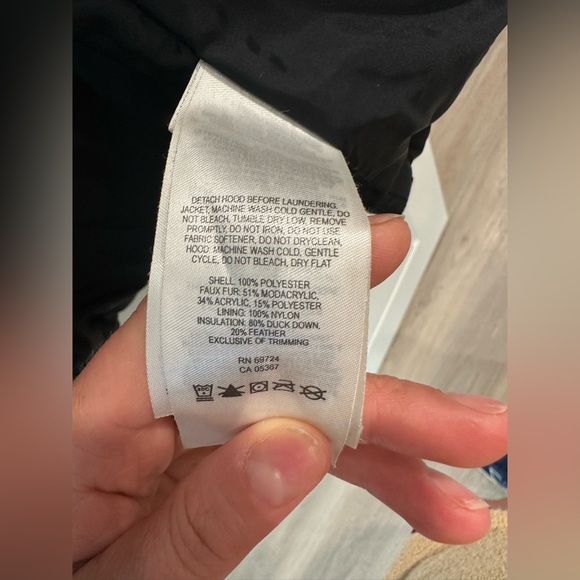 DETACH HOOD BEFORE LAUNDERING.
JACKET: MACHINE WASH COLD GENTLE, DO
NOT BLEACH, TUMBLE DRY LOW, REMOVE
PROMPTLY, DO NOT IRON, DO NOT USE
FABRIC SOFTENER, DO NOT DRYCLEAN,
HOOD: MACHINE WASH COLD, GENTLE
CYCLE, DO NOT BLEACH, DRY FLAT
SHELL: 100% POLYESTER
FAUX FUR: 51% MODACRYLIC,
34% ACRYLIC, 15% POLYESTER
LINING: 100% NYLON
INSULATION: 80% DUCK DOWN,
20% FEATHER
EXCLUSIVE OF TRIMMING
RN 69724
CA 05367